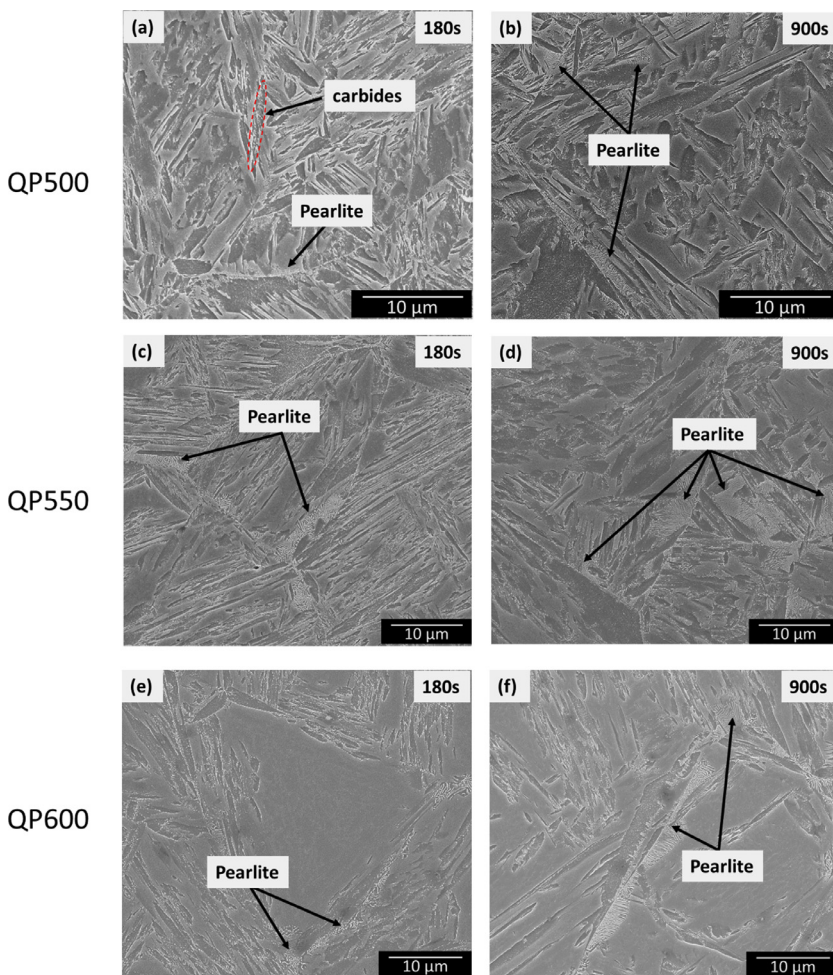 (a)
180s
carbides
Pearlite
10 µm
(b)
900s
Pearlite
10 µm
QP500
(c)
180s
Pearlite
10 µm
(d)
900s
Pearlite
10 µm
QP550
(e)
180s
Pearlite
10 µm
(f)
900s
Pearlite
10 µm
QP600